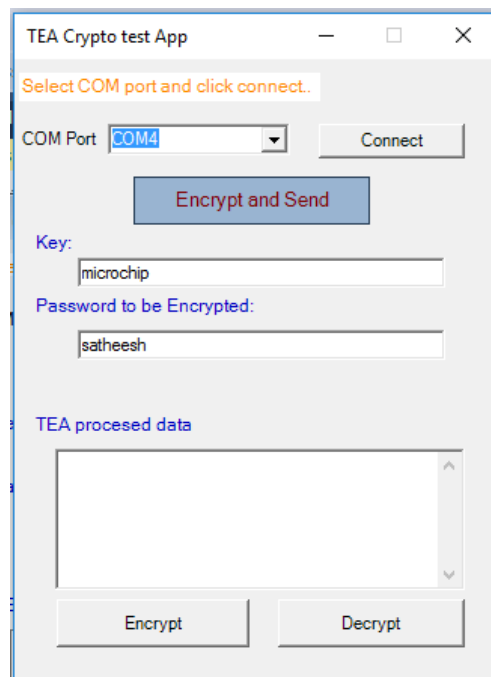 TEA Crypto test App
Select COM port and click connect..
COM Port COM4 Connect
Encrypt and Send
Key:
microchip
Password to be Encrypted:
satheesh
TEA procesed data
Encrypt Decrypt